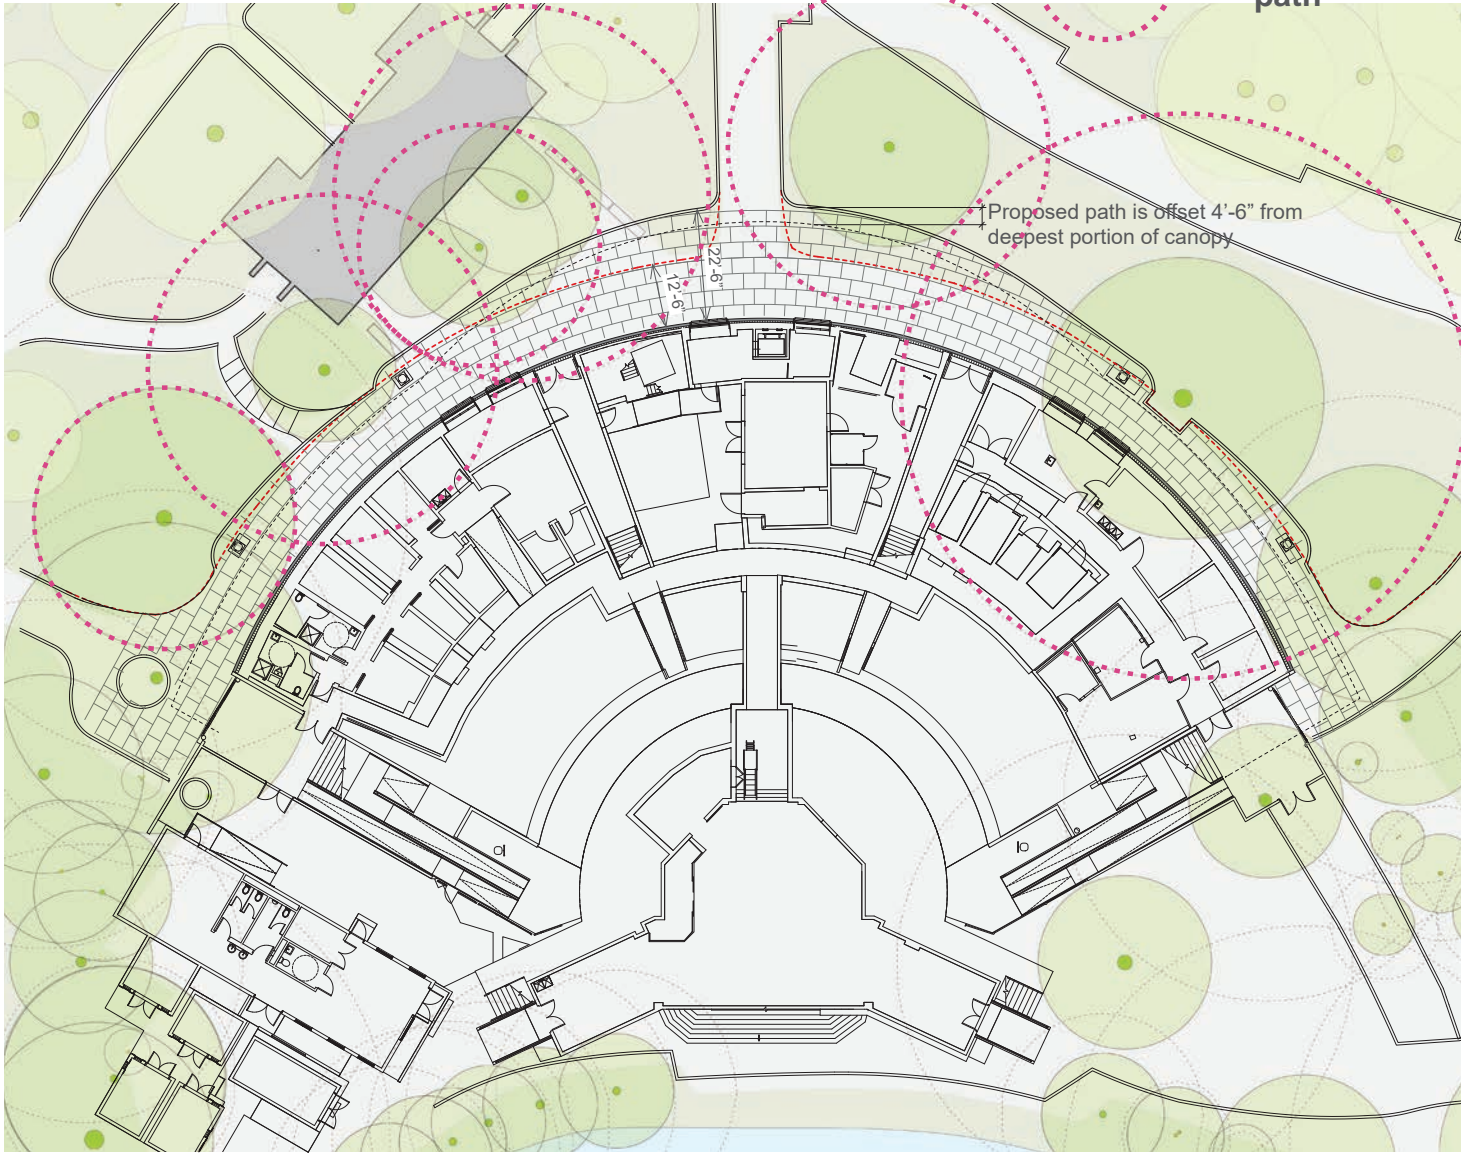 path
Proposed path is offset 4’-6” from
deepest portion of canopy
22'-6"
12'-6"